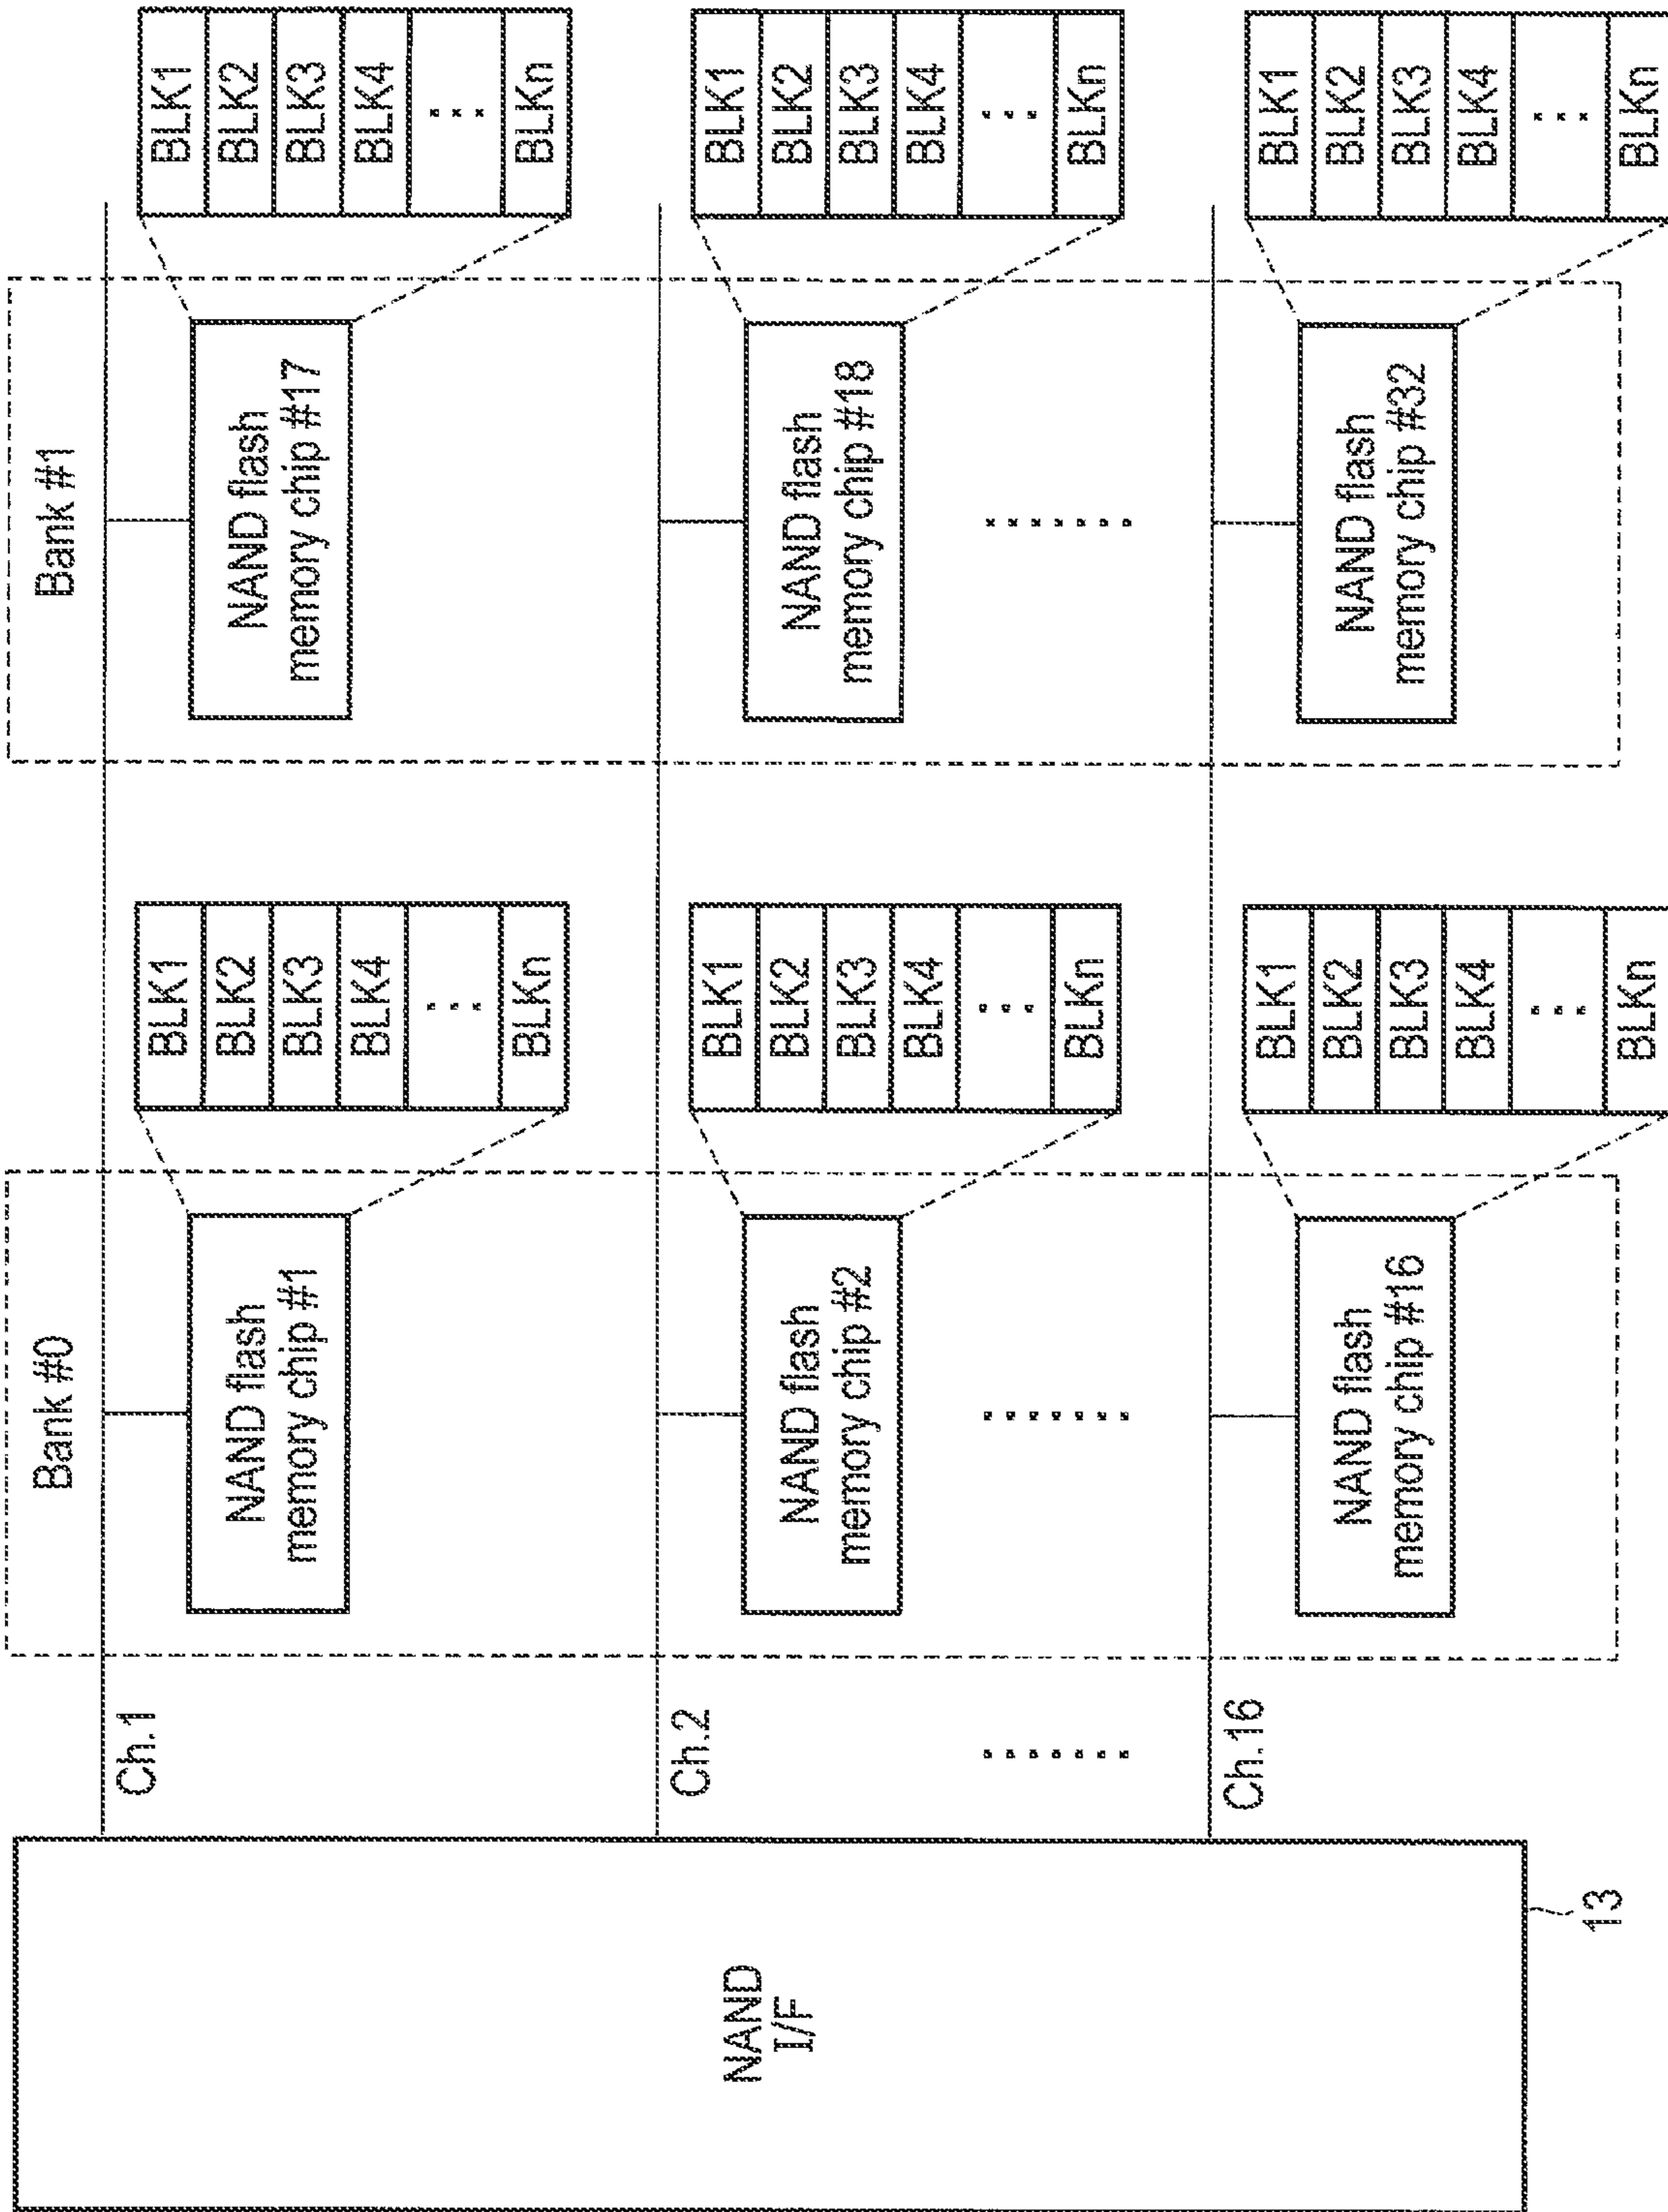 Bank #0
Bank #1
NAND
I/F
13
Ch.1
NAND flash
memory chip #1
BLK1
BLK2
BLK3
BLK4
BLKn
NAND flash
memory chip #17
BLK1
BLK2
BLK3
BLK4
BLKn
Ch.2
NAND flash
memory chip #2
BLK1
BLK2
BLK3
BLK4
BLKn
NAND flash
memory chip #18
BLK1
BLK2
BLK3
BLK4
BLKn
Ch.16
NAND flash
memory chip #16
BLK1
BLK2
BLK3
BLK4
BLKn
NAND flash
memory chip #32
BLK1
BLK2
BLK3
BLK4
BLKn